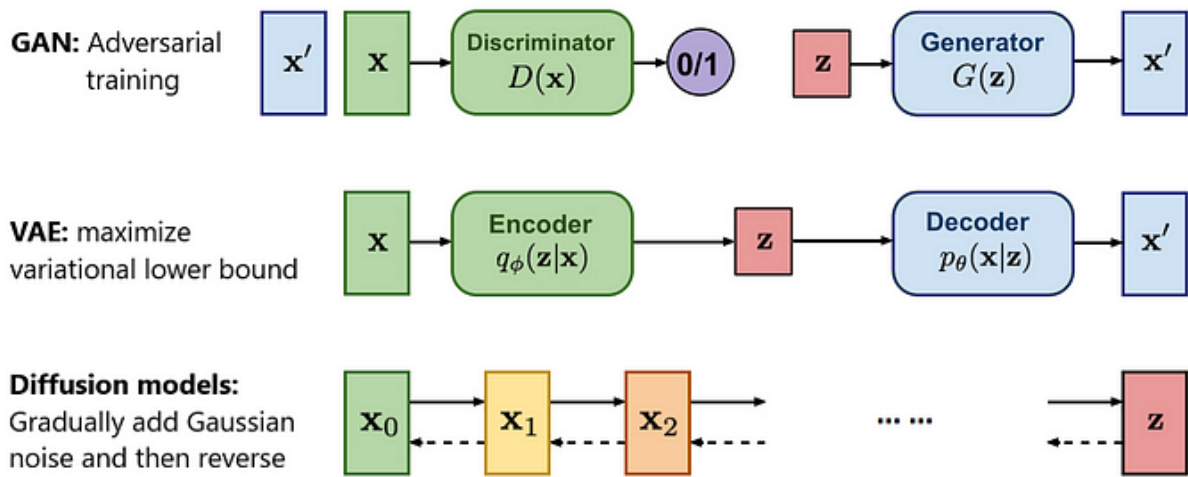 GAN: Adversarial
training
x′
x
Discriminator
D(x)
0/1
z
Generator
G(z)
x′
VAE: maximize
variational lower bound
x
Encoder
qϕ(z|x)
z
Decoder
pθ(x|z)
x′
Diffusion models:
Gradually add Gaussian
noise and then reverse
x₀
x₁
x₂
... ...
z